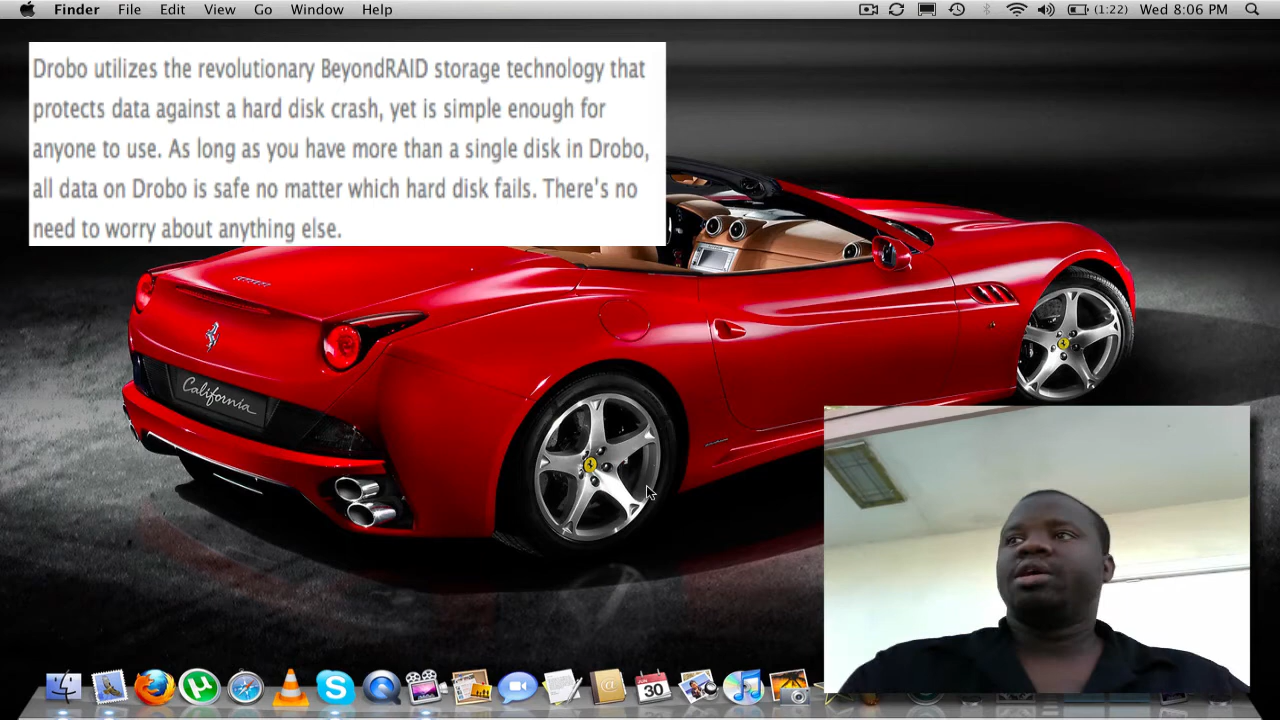 Finder File Edit View Go Window Help (1:22) Wed 8:06 PM
Drobo utilizes the revolutionary BeyondRAID storage technology that
protects data against a hard disk crash, yet is simple enough for
anyone to use. As long as you have more than a single disk in Drobo,
all data on Drobo is safe no matter which hard disk fails. There's no
need to worry about anything else.
California
30